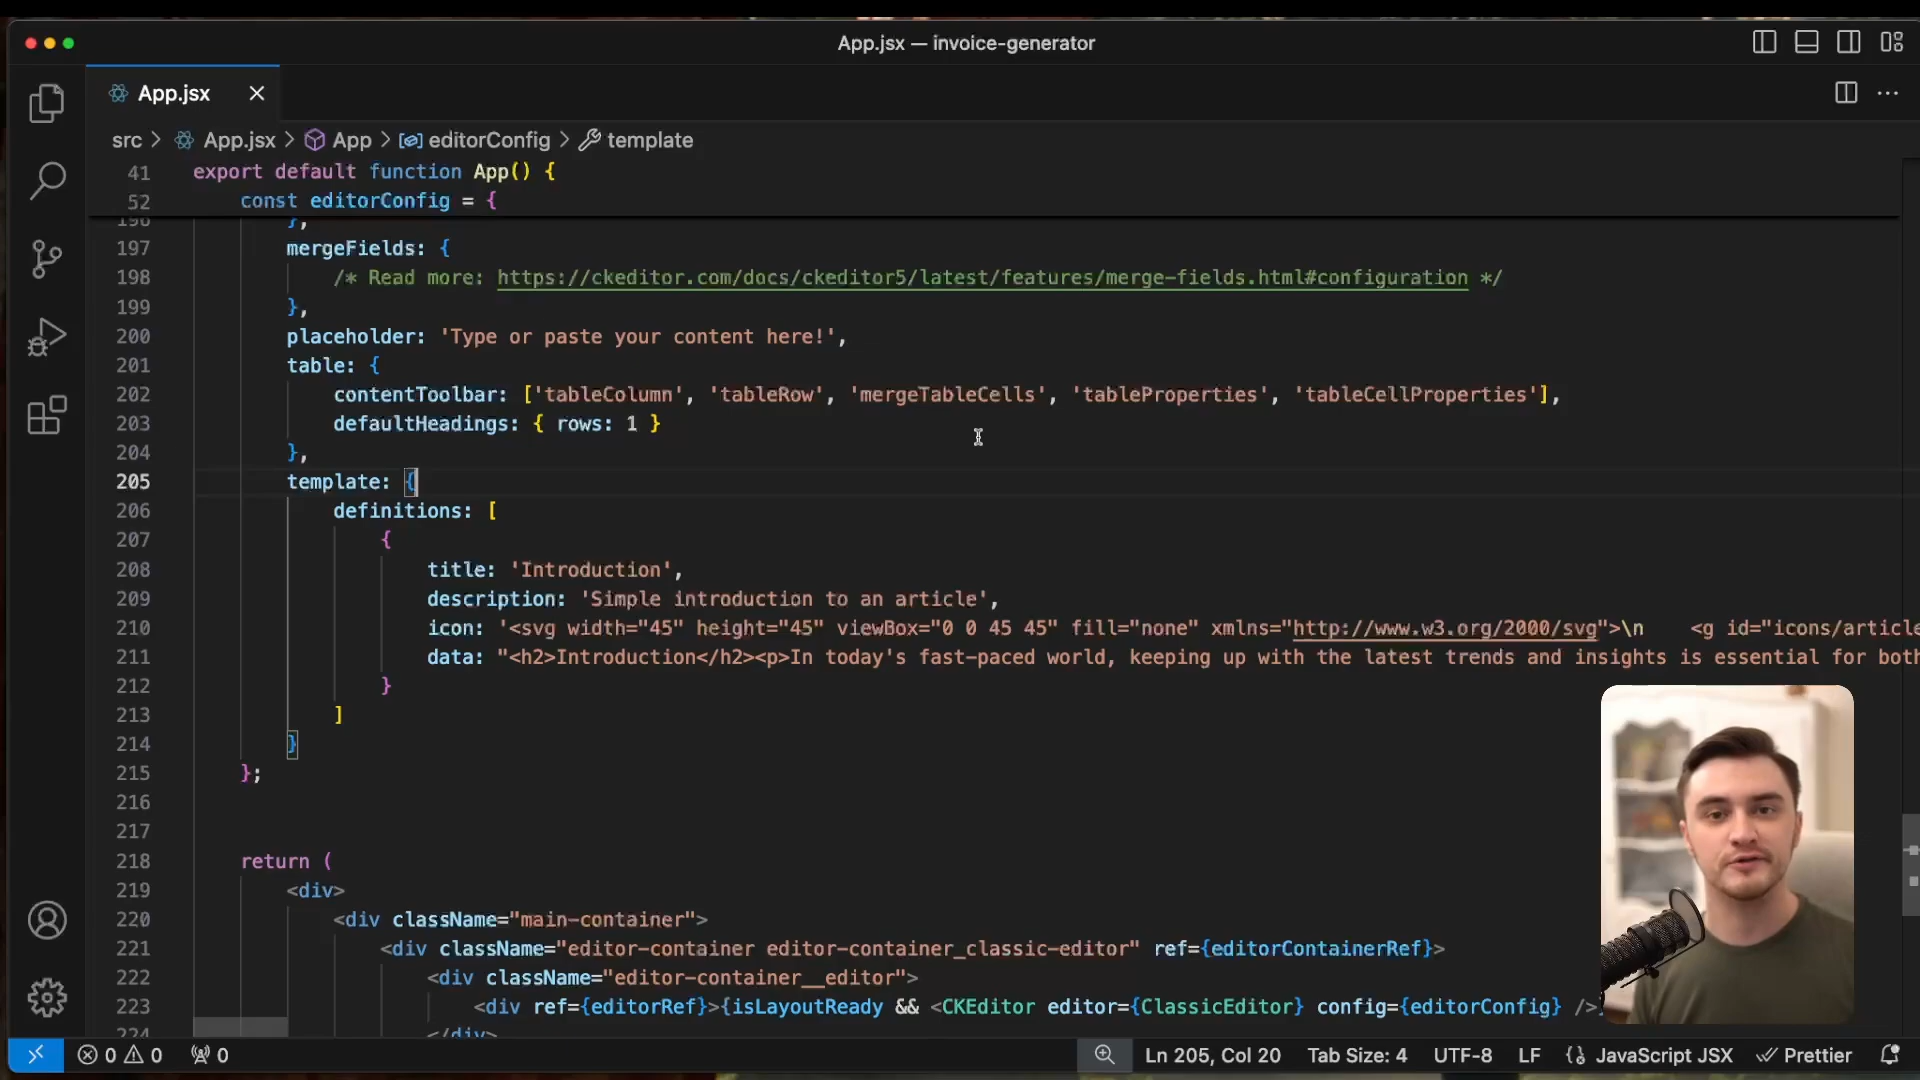 App.jsx — invoice-generator
App.jsx
src > App.jsx > App > editorConfig > template
41 export default function App() {
52 const editorConfig = {
196 },
197 mergeFields: {
198 /* Read more: https://ckeditor.com/docs/ckeditor5/latest/features/merge-fields.html#configuration */
199 },
200 placeholder: 'Type or paste your content here!',
201 table: {
202 contentToolbar: ['tableColumn', 'tableRow', 'mergeTableCells', 'tableProperties', 'tableCellProperties'],
203 defaultHeadings: { rows: 1 }
204 },
205 template: {
206 definitions: [
207 {
208 title: 'Introduction',
209 description: 'Simple introduction to an article',
210 icon: '<svg width="45" height="45" viewBox="0 0 45 45" fill="none" xmlns="http://www.w3.org/2000/svg">\n <g id="icons/article
211 data: "<h2>Introduction</h2><p>In today's fast-paced world, keeping up with the latest trends and insights is essential for both
212 }
213 ]
214 }
215 };
216
217
218 return (
219 <div>
220 <div className="main-container">
221 <div className="editor-container editor-container_classic-editor" ref={editorContainerRef}>
222 <div className="editor-container__editor">
223 <div ref={editorRef}>{isLayoutReady && <CKEditor editor={ClassicEditor} config={editorConfig} />}
224 </div>
0 0 0 Ln 205, Col 20 Tab Size: 4 UTF-8 LF {} JavaScript JSX Prettier